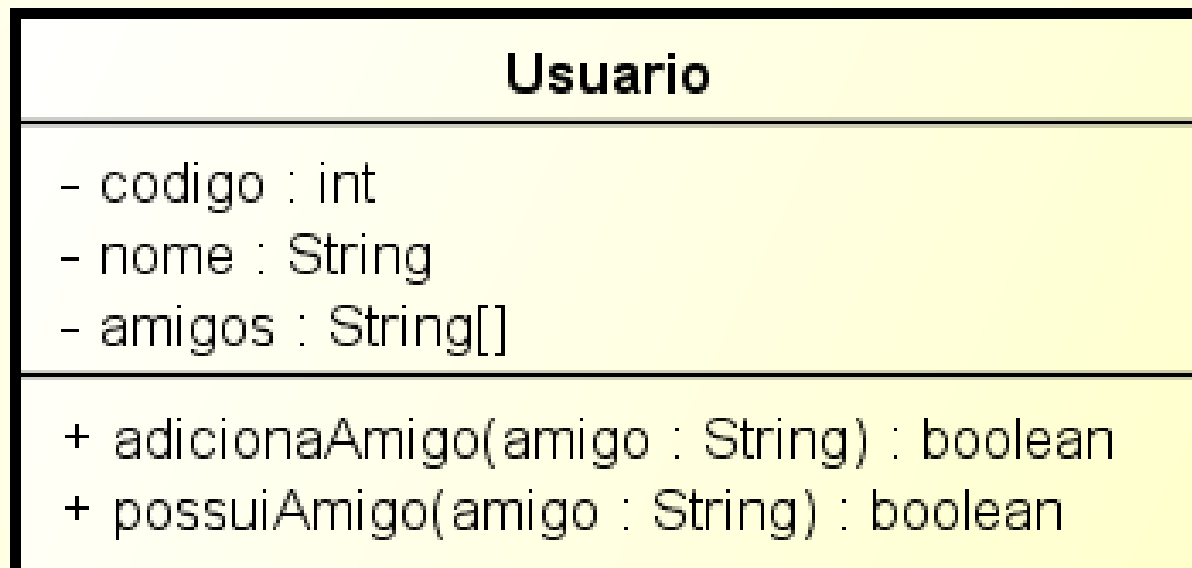 Usuario
- codigo : int
- nome : String
- amigos : String[]
+ adicionaAmigo(amigo : String) : boolean
+ possuiAmigo(amigo : String) : boolean